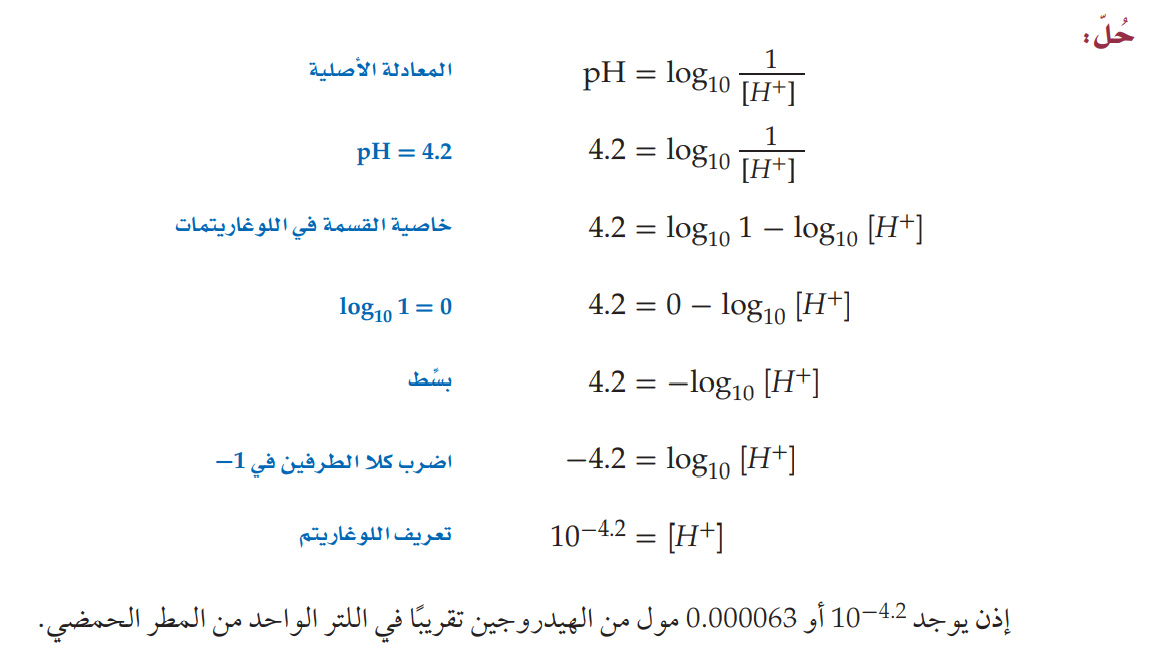 حُلّ:
pH = log₁₀ 1/[H⁺] المعادلة الأصلية
4.2 = log₁₀ 1/[H⁺] pH = 4.2
4.2 = log₁₀ 1 − log₁₀ [H⁺] خاصية القسمة في اللوغاريتمات
4.2 = 0 − log₁₀ [H⁺] log₁₀ 1 = 0
4.2 = −log₁₀ [H⁺] بسِّط
−4.2 = log₁₀ [H⁺] اضرب كلا الطرفين في 1−
10⁻⁴·² = [H⁺] تعريف اللوغاريتم
إذن يوجد 10⁻⁴·² أو 0.000063 مول من الهيدروجين تقريبًا في اللتر الواحد من المطر الحمضي.